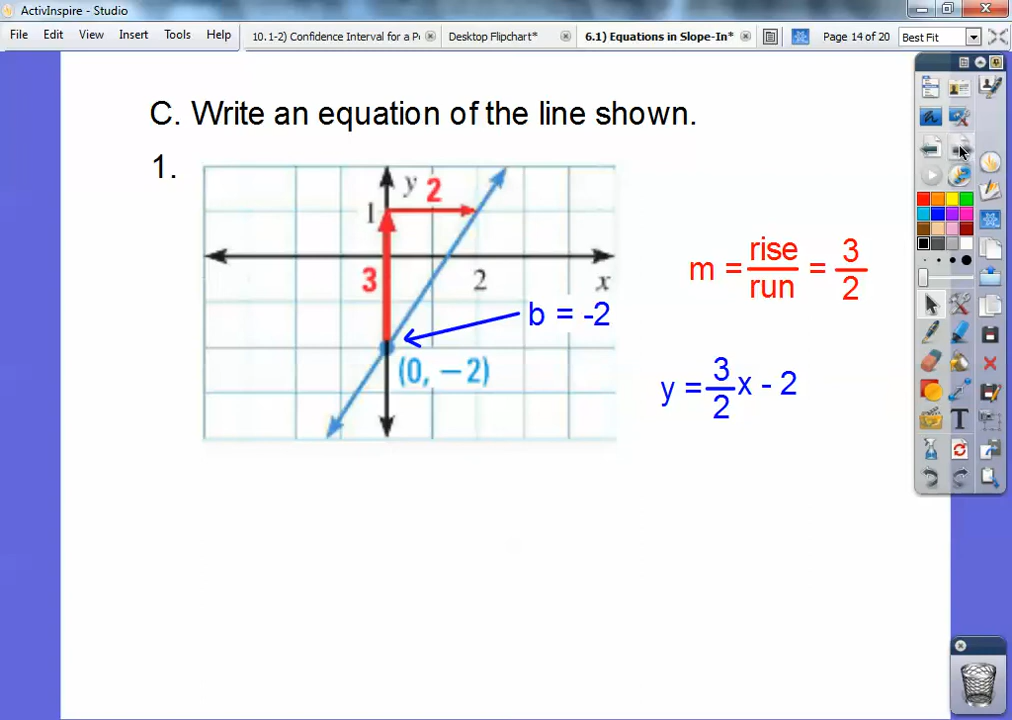 ActivInspire - Studio
File Edit View Insert Tools Help
10.1-2) Confidence Interval for a P
Desktop Flipchart*
6.1) Equations in Slope-In*
Page 14 of 20
Best Fit
C. Write an equation of the line shown.
1.
y
2
1
3
2
x
b = -2
(0, −2)
m = rise/run = 3/2
y = 3/2 x - 2
T